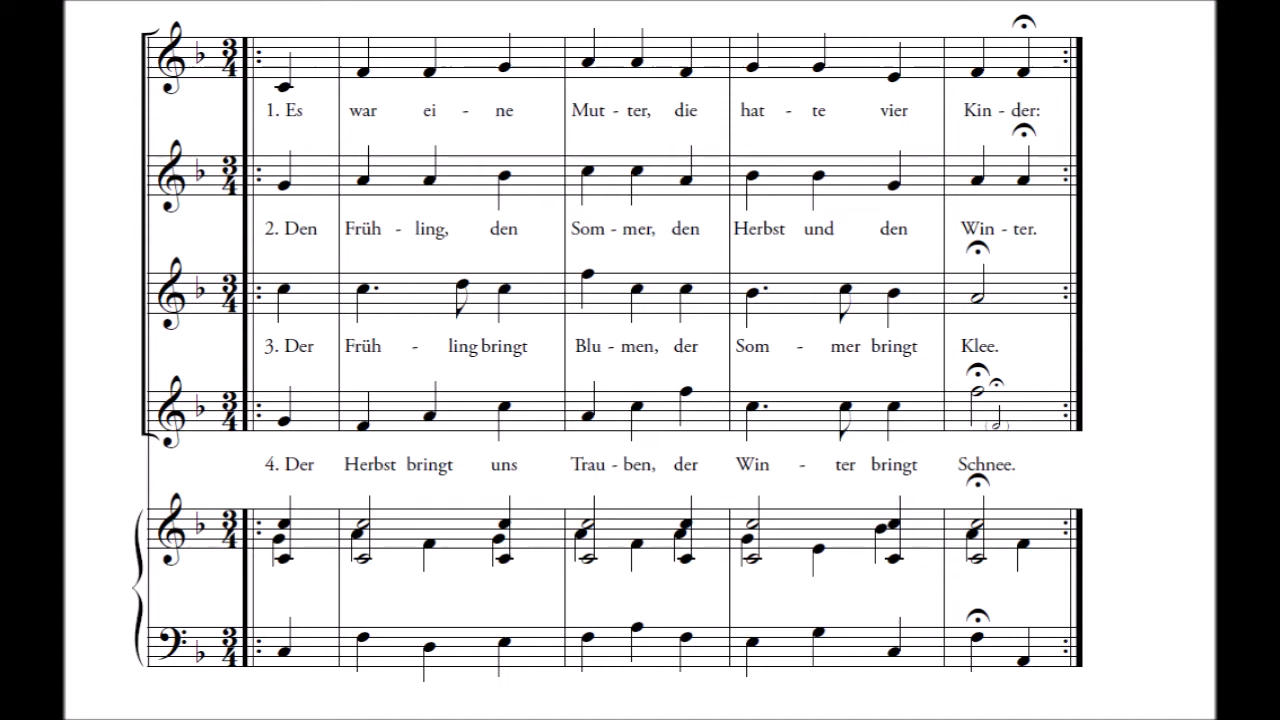 1. Es war ei - ne Mut - ter, die hat - te vier Kin - der:
2. Den Früh - ling, den Som - mer, den Herbst und den Win - ter.
3. Der Früh - ling bringt Blu - men, der Som - mer bringt Klee.
4. Der Herbst bringt uns Trau - ben, der Win - ter bringt Schnee.